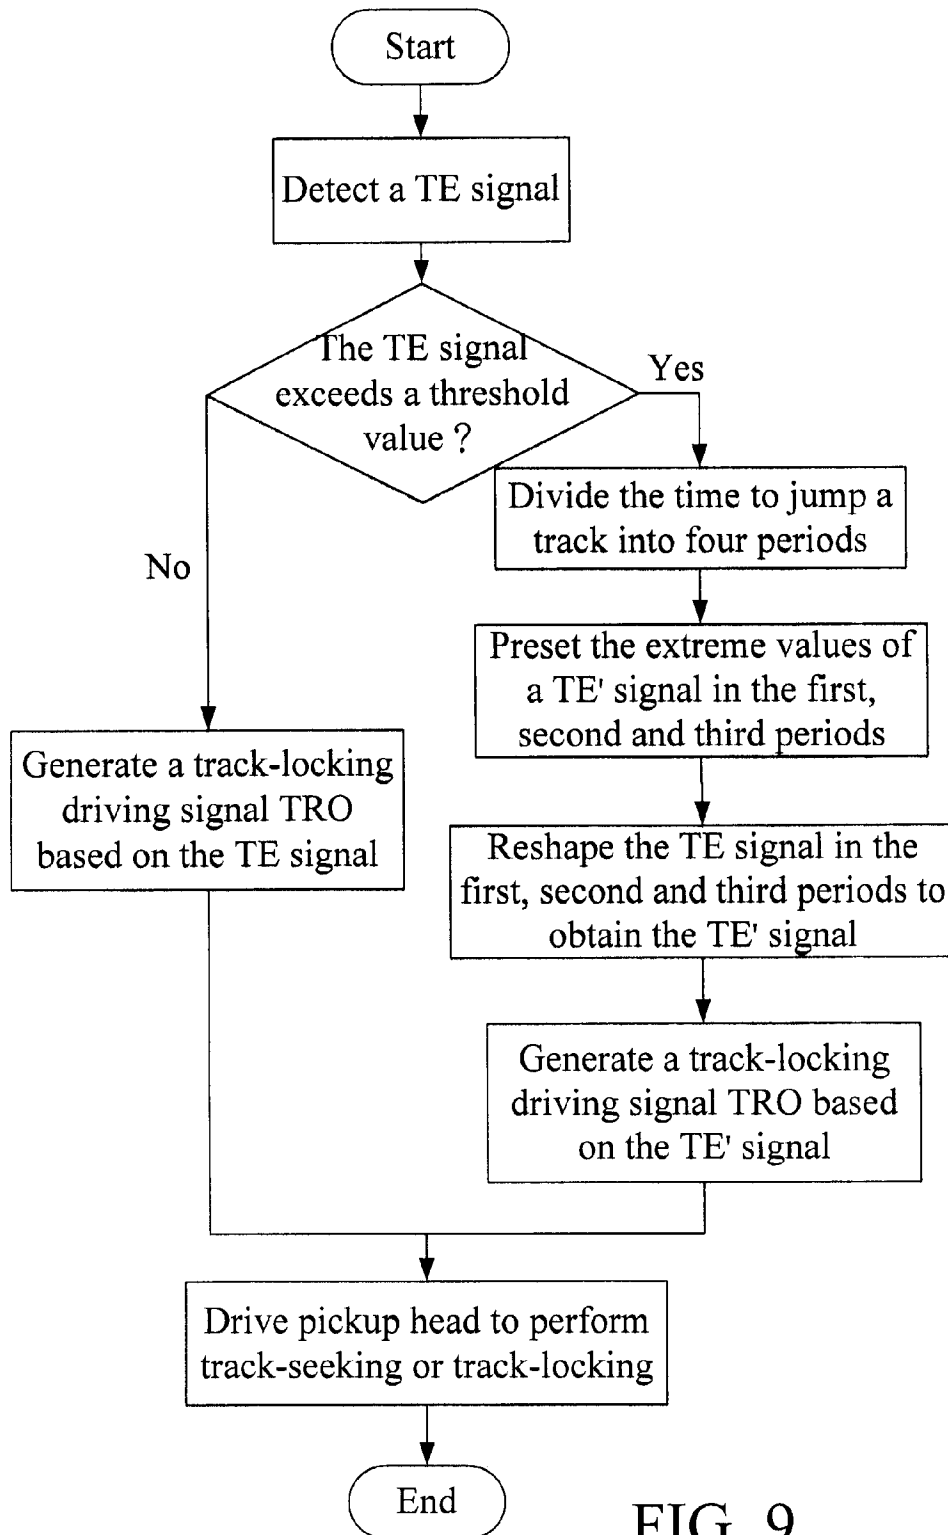 Start
Detect a TE signal
The TE signal
exceeds a threshold
value ?
Yes
No
Divide the time to jump a
track into four periods
Preset the extreme values of
a TE' signal in the first,
second and third periods
Generate a track-locking
driving signal TRO
based on the TE signal
Reshape the TE signal in the
first, second and third periods to
obtain the TE' signal
Generate a track-locking
driving signal TRO based
on the TE' signal
Drive pickup head to perform
track-seeking or track-locking
End
FIG. 9